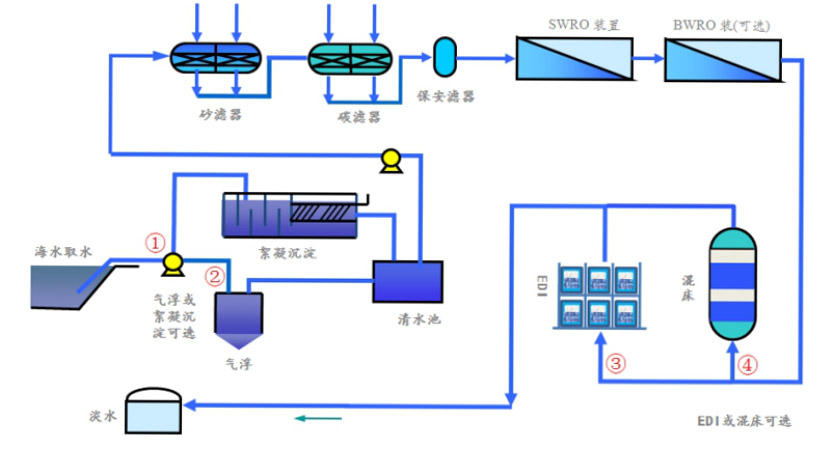 SWRO 装置
BWRO 装(可选)
砂滤器
碳滤器
保安滤器
①
海水取水
②
絮凝沉淀
气浮或
絮凝沉
淀可选
清水池
气浮
EDI
混床
③
④
淡水
EDI或混床可选